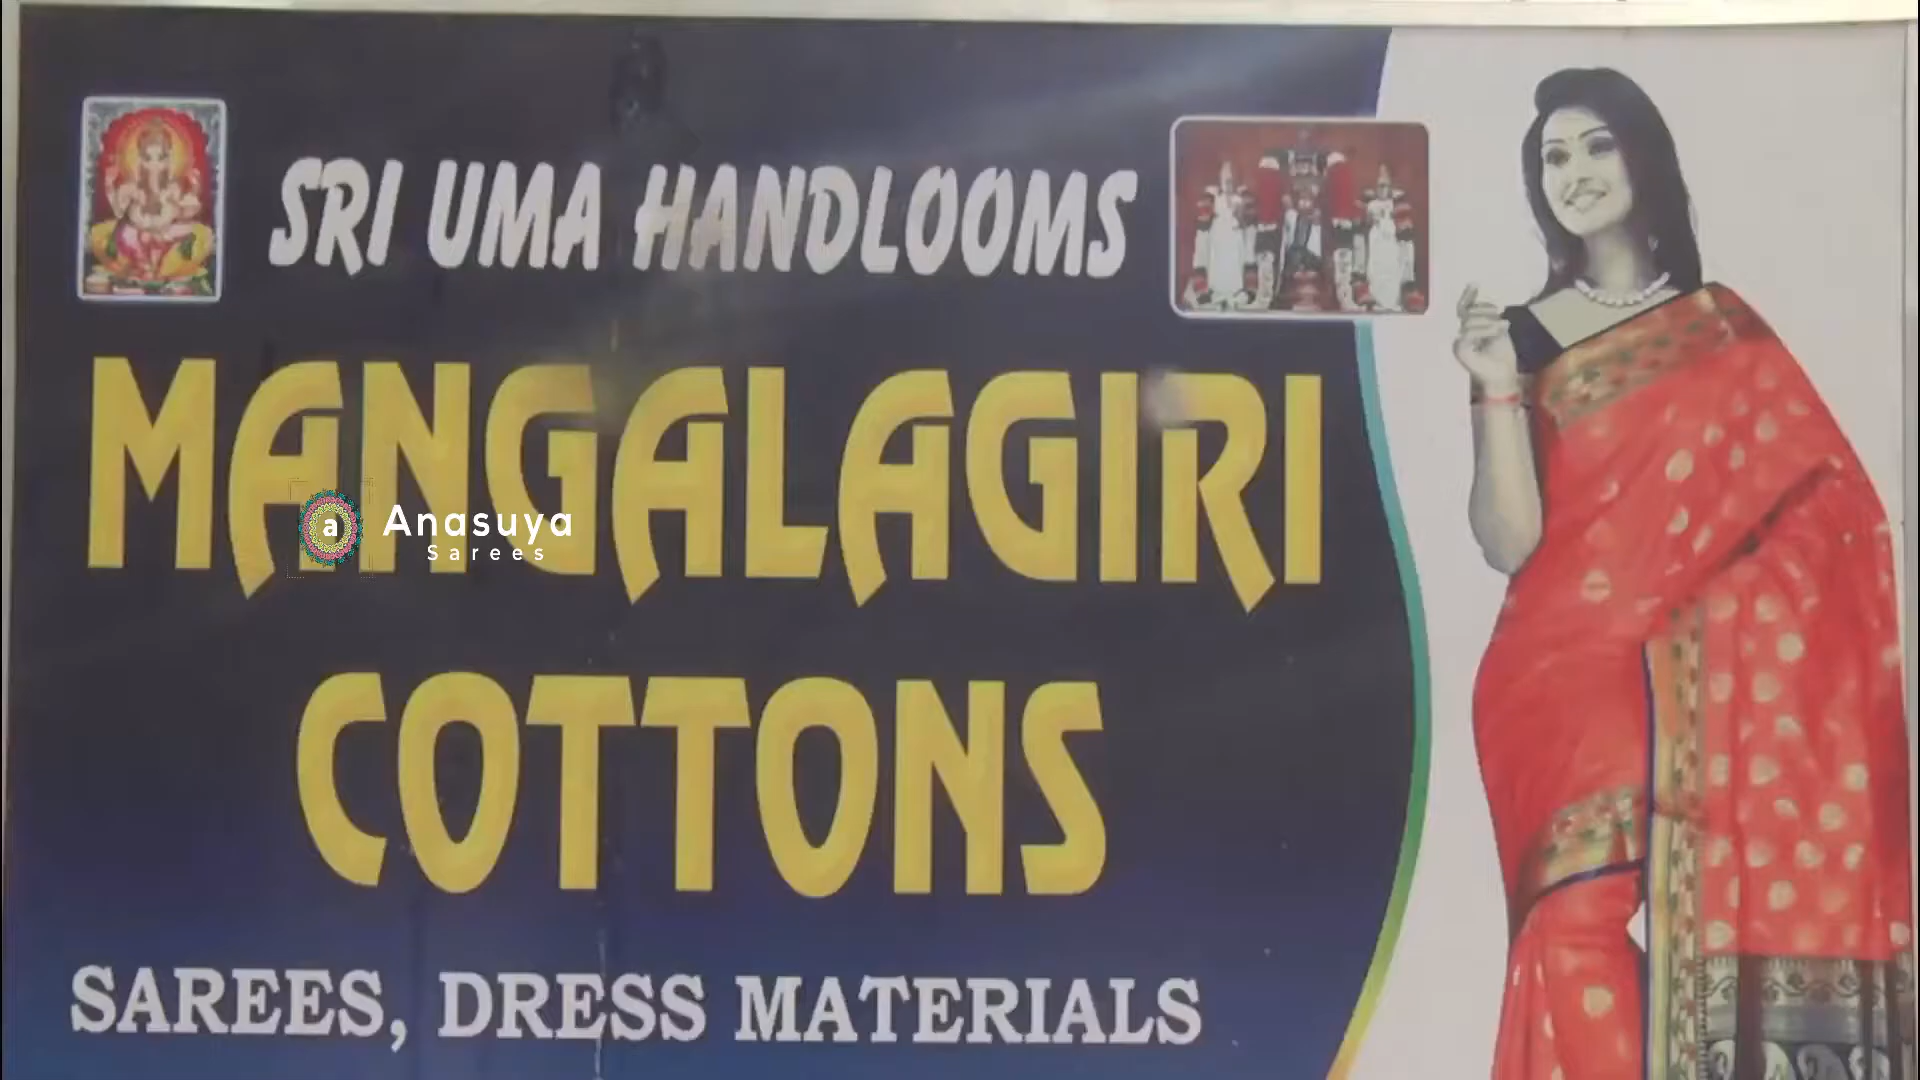 SRI UMA HANDLOOMS
MANGALAGIRI
a Anasuya
Sarees
COTTONS
SAREES, DRESS MATERIALS